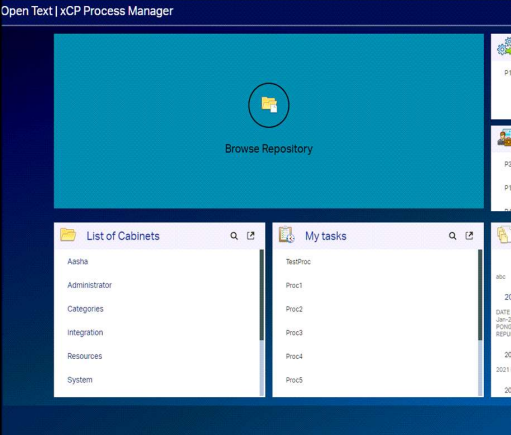 Open Text | xCP Process Manager
Browse Repository
List of Cabinets
Aasha
Administrator
Categories
Integration
Resources
System
My tasks
TestProc
Proc1
Proc2
Proc3
Proc4
Proc5
P1
P2
P1
abc
20
DATE
Jan-2
PONG
REPU
20
2021
20